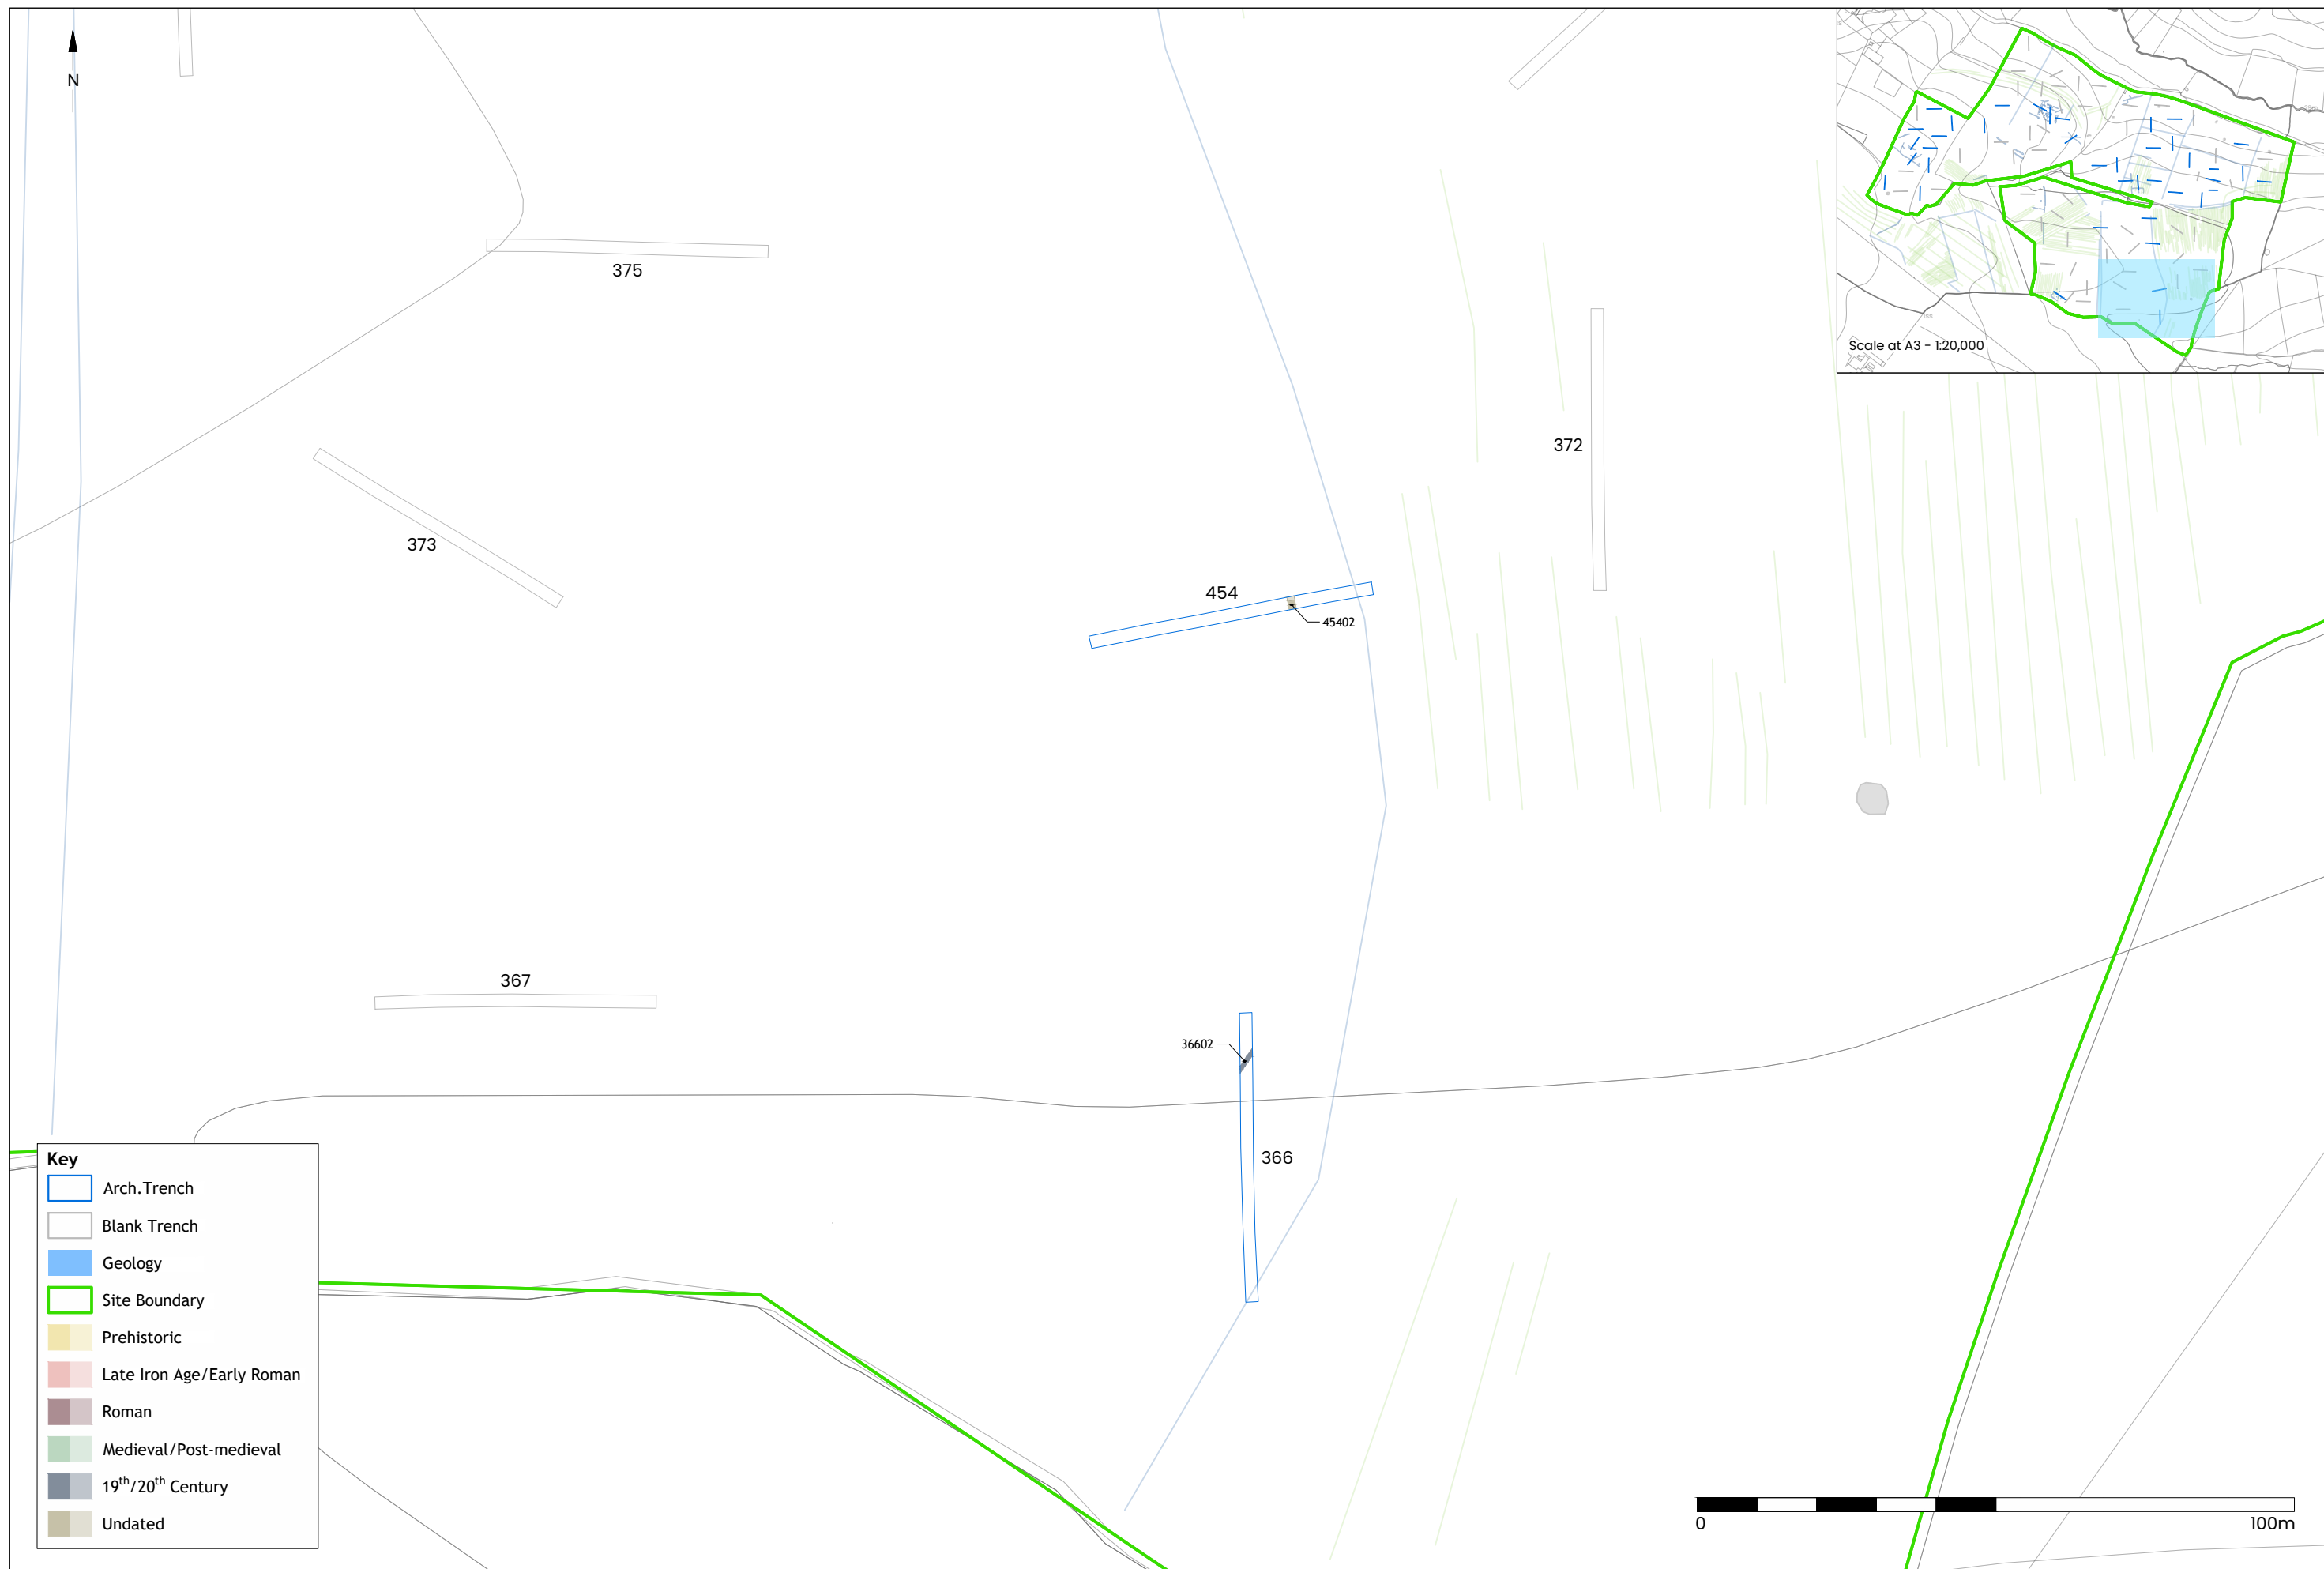 N
Scale at A3 - 1:20,000
375
372
373
454
45402
367
36602
366
Key
Arch.Trench
Blank Trench
Geology
Site Boundary
Prehistoric
Late Iron Age/Early Roman
Roman
Medieval/Post-medieval
19th/20th Century
Undated
0
100m